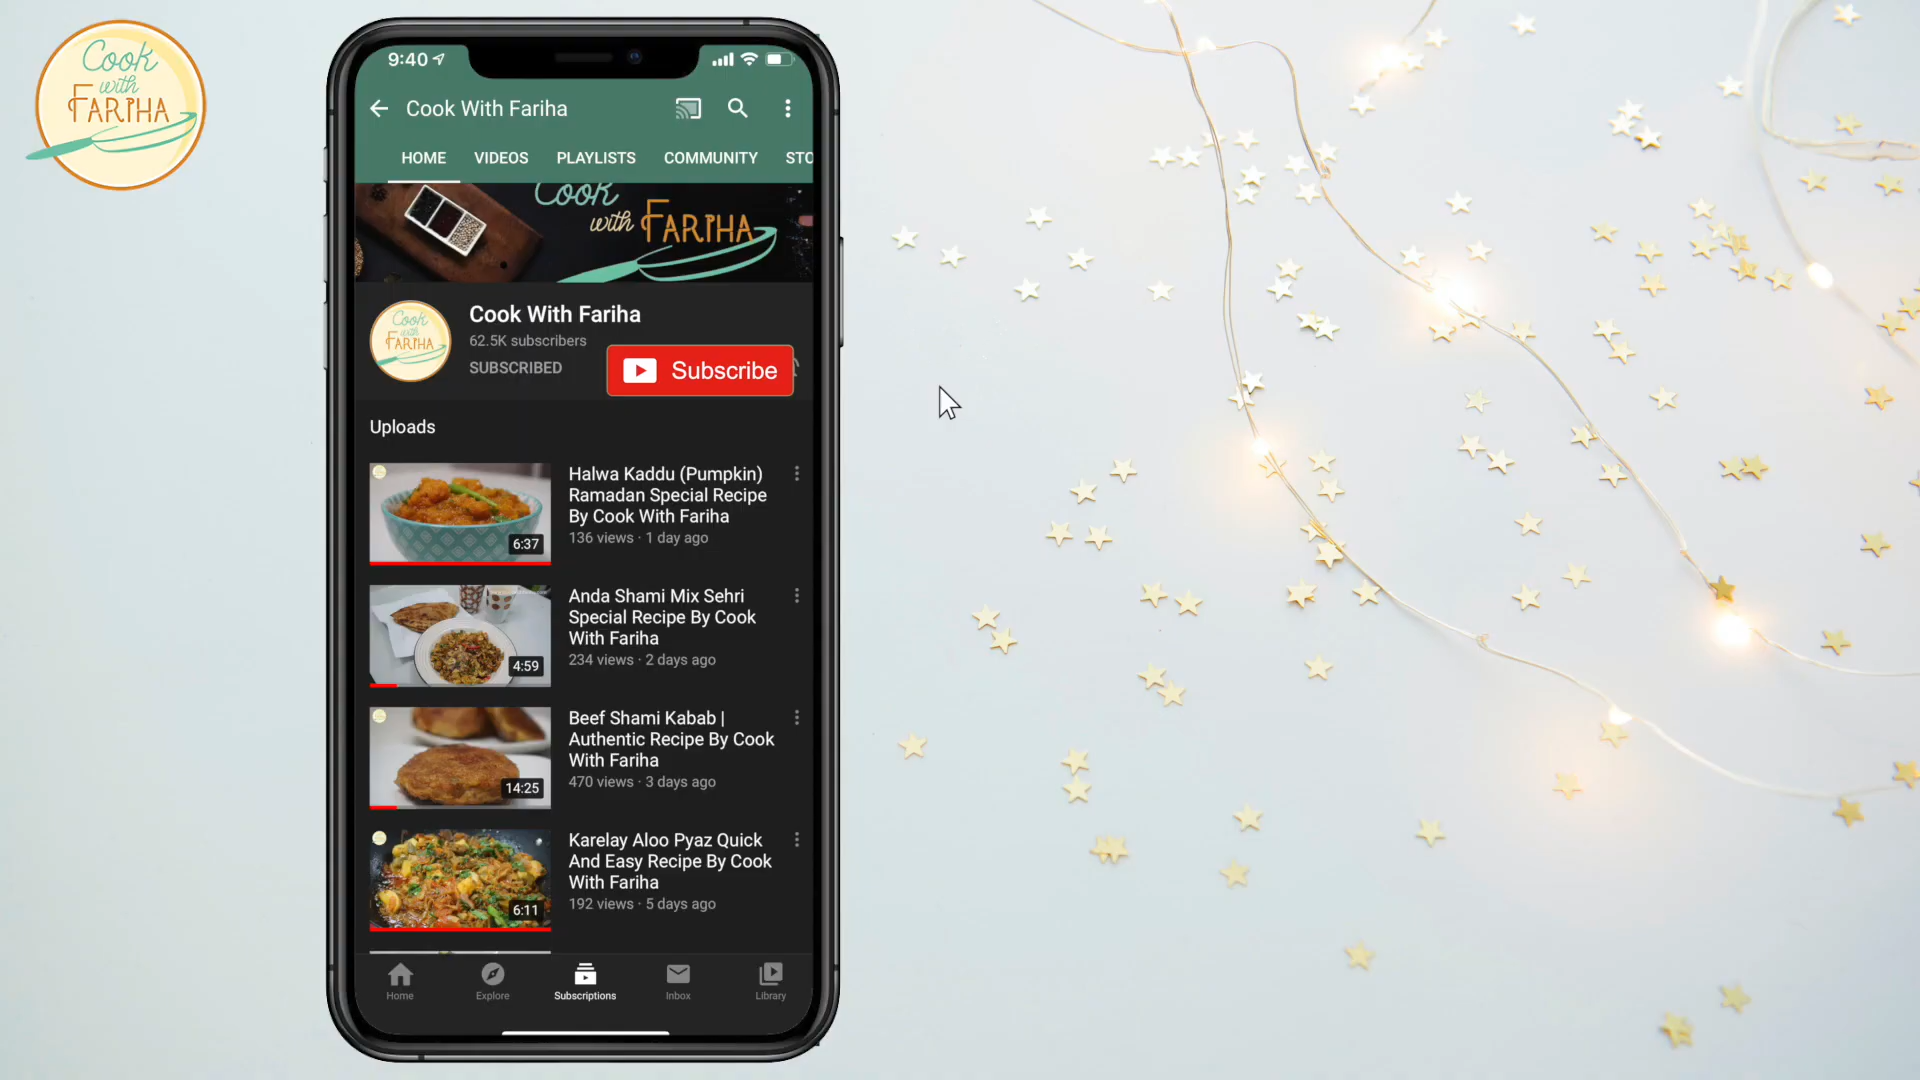 Cook
with
FARIHA
9:40
Cook With Fariha
HOME VIDEOS PLAYLISTS COMMUNITY STO
Cook
with FARIHA
Cook
with
FARIHA
Cook With Fariha
62.5K subscribers
SUBSCRIBED
Subscribe
Uploads
6:37
Halwa Kaddu (Pumpkin)
Ramadan Special Recipe
By Cook With Fariha
136 views · 1 day ago
4:59
Anda Shami Mix Sehri
Special Recipe By Cook
With Fariha
234 views · 2 days ago
14:25
Beef Shami Kabab |
Authentic Recipe By Cook
With Fariha
470 views · 3 days ago
6:11
Karelay Aloo Pyaz Quick
And Easy Recipe By Cook
With Fariha
192 views · 5 days ago
Home Explore Subscriptions Inbox Library